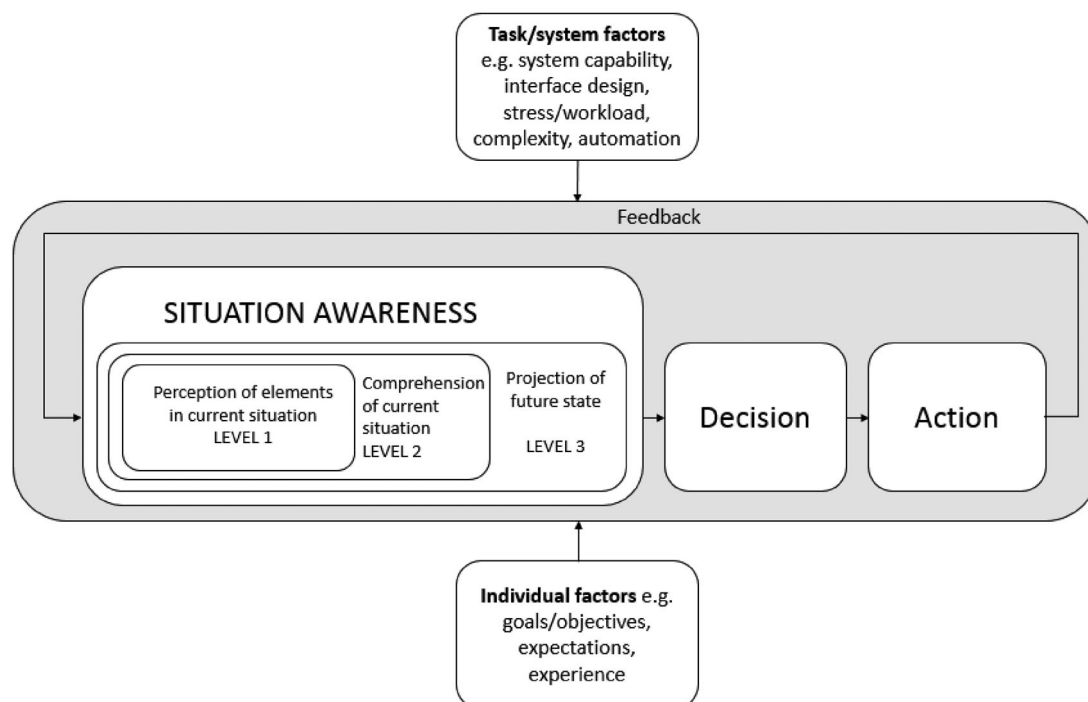 Task/system factors
e.g. system capability,
interface design,
stress/workload,
complexity, automation
Feedback
SITUATION AWARENESS
Perception of elements
in current situation
LEVEL 1
Comprehension
of current
situation
LEVEL 2
Projection of
future state
LEVEL 3
Decision
Action
Individual factors e.g.
goals/objectives,
expectations,
experience